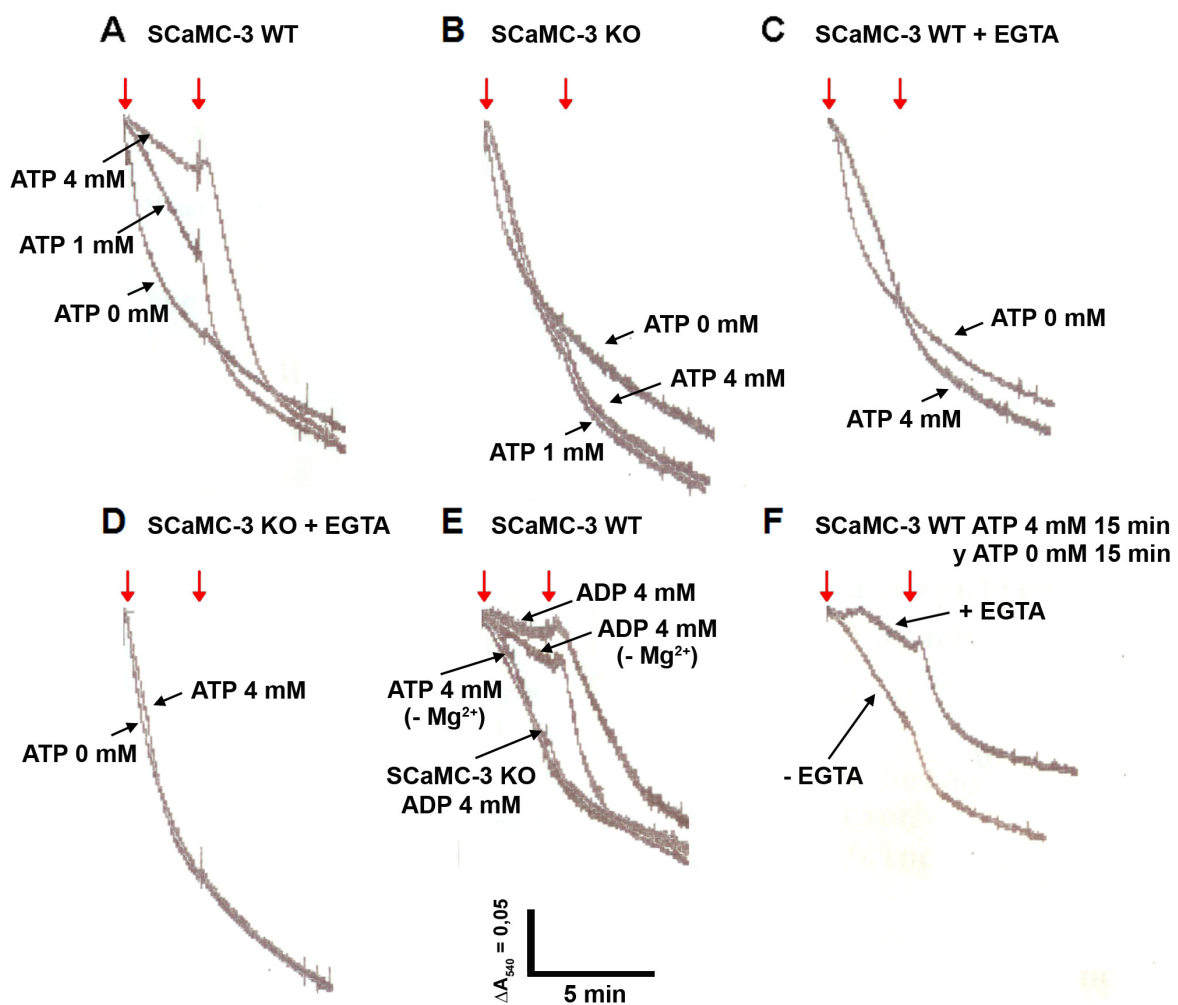 A SCaMC-3 WT
ATP 4 mM
ATP 1 mM
ATP 0 mM
B SCaMC-3 KO
ATP 0 mM
ATP 4 mM
ATP 1 mM
C SCaMC-3 WT + EGTA
ATP 0 mM
ATP 4 mM
D SCaMC-3 KO + EGTA
ATP 4 mM
ATP 0 mM
E SCaMC-3 WT
ADP 4 mM
ADP 4 mM
(- Mg²⁺)
ATP 4 mM
(- Mg²⁺)
SCaMC-3 KO
ADP 4 mM
F SCaMC-3 WT ATP 4 mM 15 min
y ATP 0 mM 15 min
+ EGTA
- EGTA
ΔA₅₄₀ = 0,05
5 min